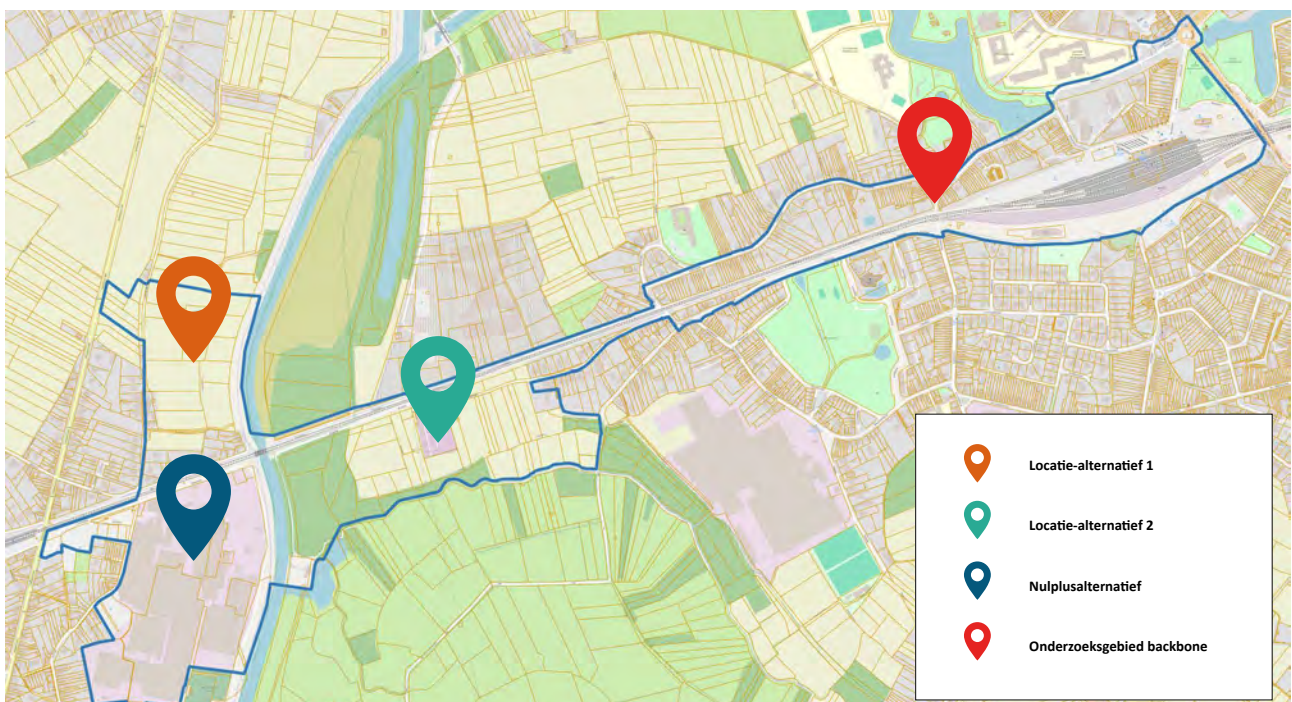 Locatie-alternatief 1
Locatie-alternatief 2
Nulplusalternatief
Onderzoeksgebied backbone